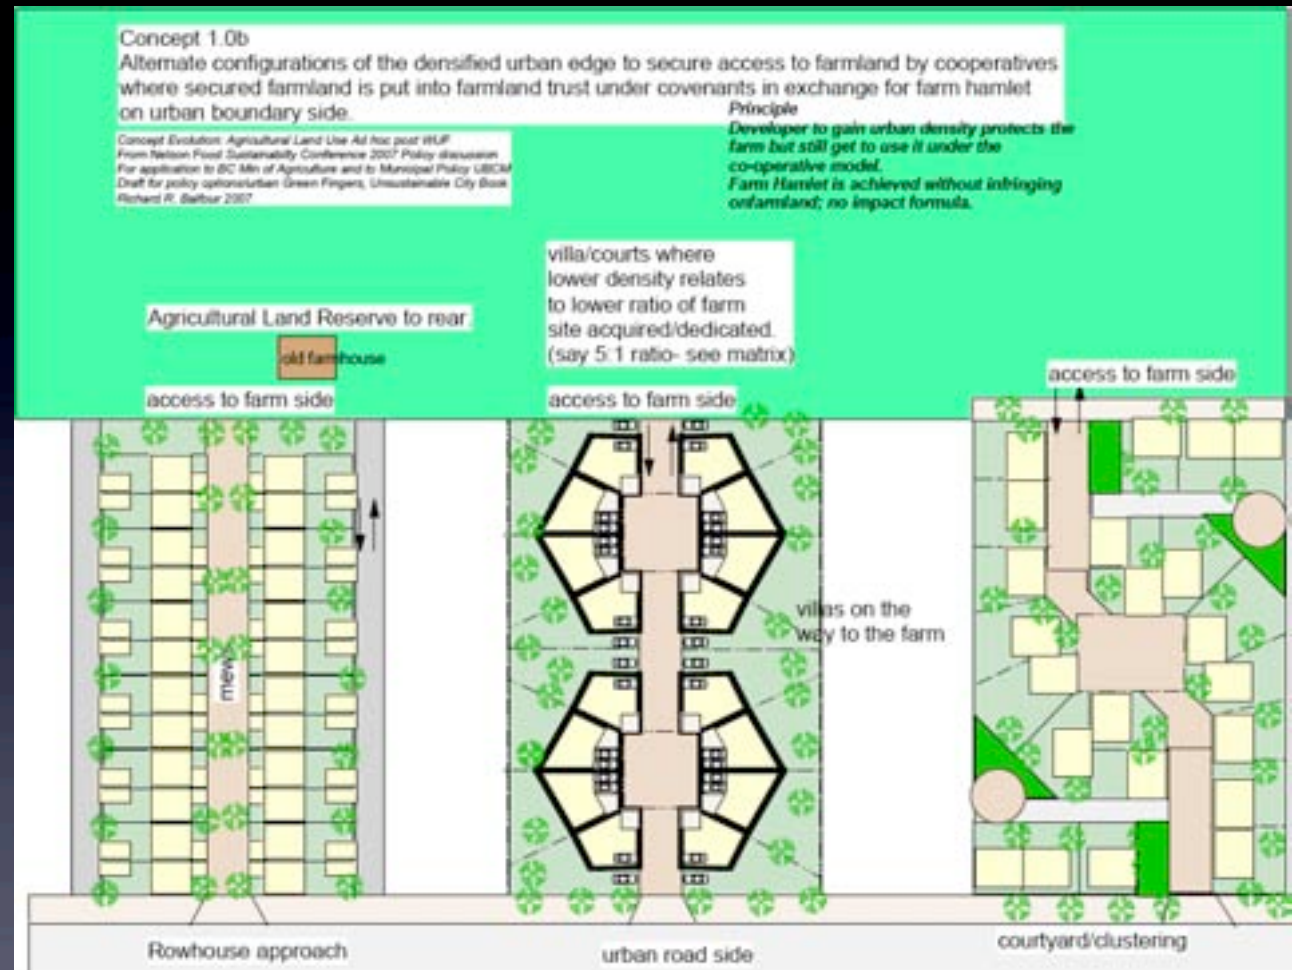 Concept 1.0b
Alternate configurations of the densified urban edge to secure access to farmland by cooperatives
where secured farmland is put into farmland trust under covenants in exchange for farm hamlet
on urban boundary side.
Concept Evolution: Agricultural Land Use Ad hoc post WUF
From Nelson Food Sustainability Conference 2007 Policy discussion
For application to BC Min of Agriculture and to Municipal Policy UBCM
Draft for policy options/urban Green Fingers, Unsustainable City Book
Richard R. Balfour 2007
Principle
Developer to gain urban density protects the
farm but still get to use it under the
co-operative model.
Farm Hamlet is achieved without infringing
onfarmland; no impact formula.
villa/courts where
lower density relates
to lower ratio of farm
site acquired/dedicated.
(say 5:1 ratio- see matrix)
Agricultural Land Reserve to rear
old farmhouse
access to farm side
access to farm side
access to farm side
mews
villas on the
way to the farm
Rowhouse approach
urban road side
courtyard/clustering